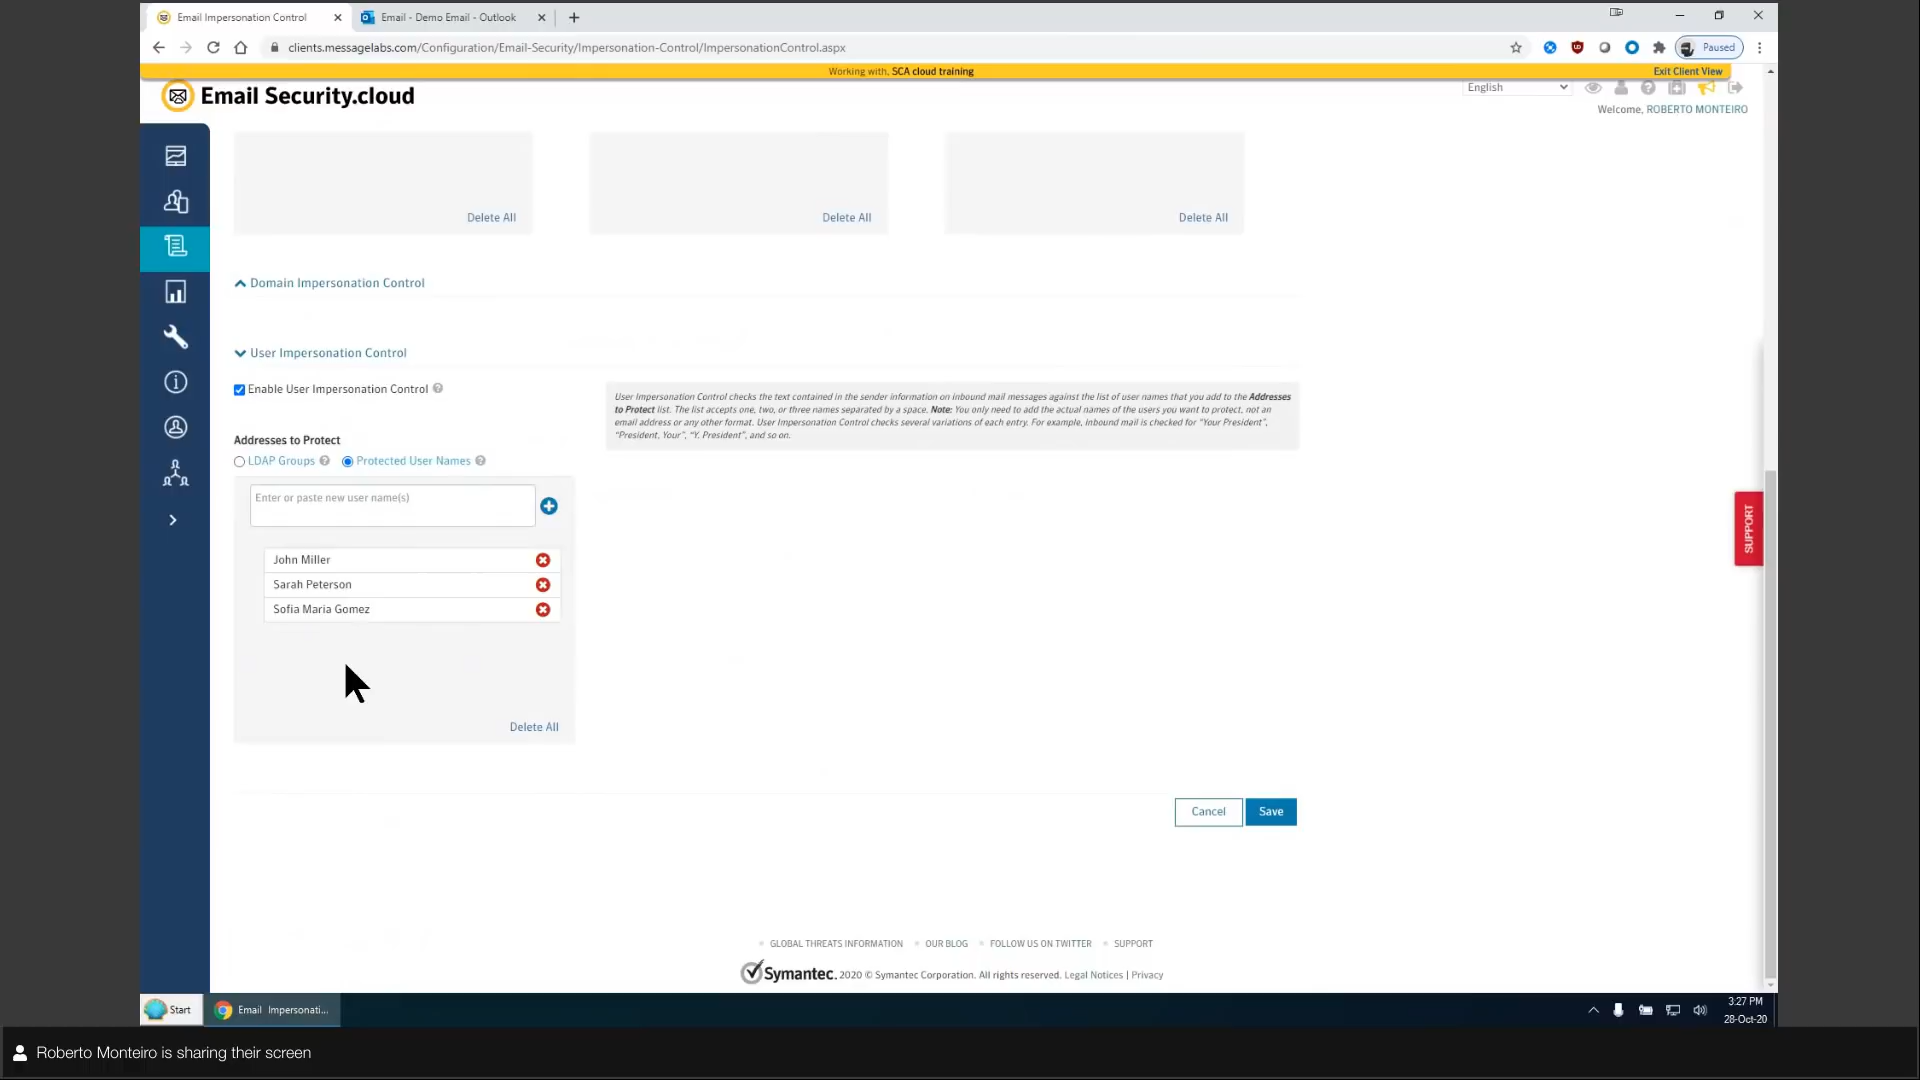 Email Impersonation Control
Email - Demo Email - Outlook
clients.messagelabs.com/Configuration/Email-Security/Impersonation-Control/ImpersonationControl.aspx
Paused
Working with, SCA cloud training
Exit Client View
Email Security.cloud
English
Welcome, ROBERTO MONTEIRO
Delete All
Delete All
Delete All
Domain Impersonation Control
User Impersonation Control
Enable User Impersonation Control
User Impersonation Control checks the text contained in the sender information on inbound mail messages against the list of user names that you add to the Addresses
to Protect list. The list accepts one, two, or three names separated by a space. Note: You only need to add the actual names of the users you want to protect, not an
email address or any other format. User Impersonation Control checks several variations of each entry. For example, inbound mail is checked for "Your President",
"President, Your", "Y. President", and so on.
Addresses to Protect
LDAP Groups
Protected User Names
Enter or paste new user name(s)
John Miller
Sarah Peterson
Sofia Maria Gomez
Delete All
Cancel
Save
SUPPORT
GLOBAL THREATS INFORMATION
OUR BLOG
FOLLOW US ON TWITTER
SUPPORT
Symantec. 2020 © Symantec Corporation. All rights reserved. Legal Notices | Privacy
Start
Email Impersonati...
3:27 PM
28-Oct-20
Roberto Monteiro is sharing their screen